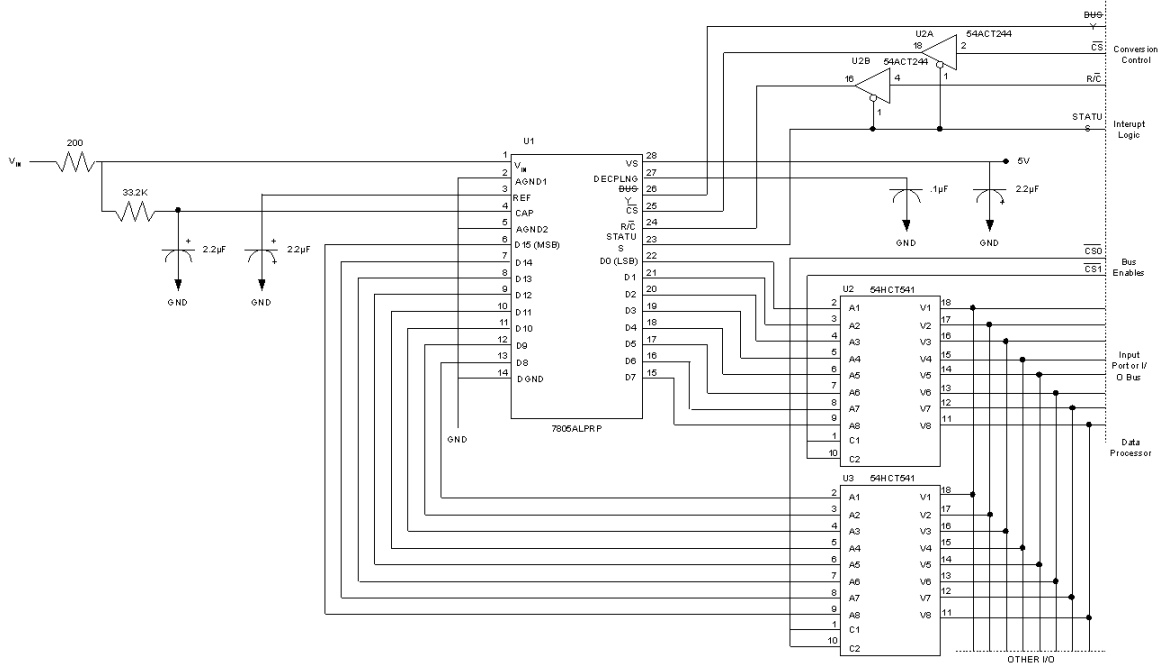 BUS
Y
U2A
54ACT244
18
2
CS
Conversion
Control
U2B
54ACT244
1
16
4
R/C
1
STATU
S
Interupt
Logic
200
V_IN
33.2K
2.2µF
GND
2.2µF
GND
U1
1
V_IN
2
AGND1
3
REF
4
CAP
5
AGND2
6
D15 (MSB)
7
D14
8
D13
9
D12
10
D11
11
D10
12
D9
13
D8
14
DGND
GND
VS
28
DECPLNG
27
BUS
Y
26
CS
25
R/C
24
STATU
S
23
D0 (LSB)
22
D1
21
D2
20
D3
19
D4
18
D5
17
D6
16
D7
15
7805ALPRP
5V
.1µF
GND
2.2µF
GND
CS0
CS1
Bus
Enables
U2
54HCT541
2
A1
V1
18
3
A2
V2
17
4
A3
V3
16
5
A4
V4
15
6
A5
V5
14
7
A6
V6
13
8
A7
V7
12
9
A8
V8
11
1
C1
10
C2
Input
Port or I/
O Bus
Data
Processor
U3
54HCT541
2
A1
V1
18
3
A2
V2
17
4
A3
V3
16
5
A4
V4
15
6
A5
V5
14
7
A6
V6
13
8
A7
V7
12
9
A8
V8
11
1
C1
10
C2
OTHER I/O